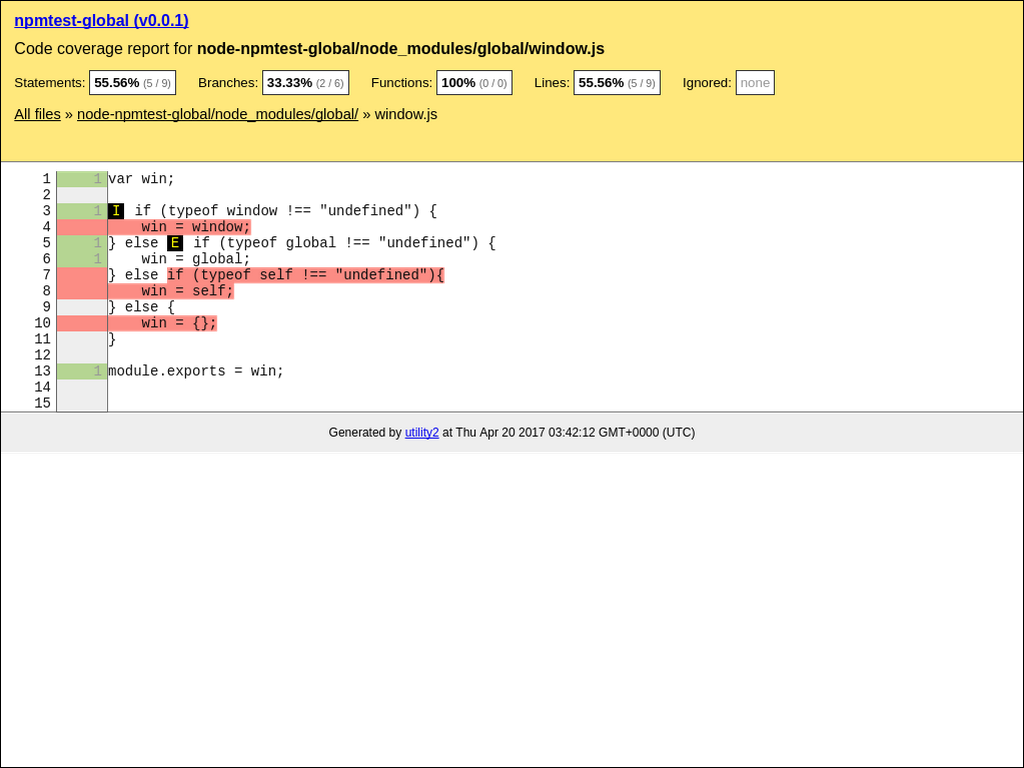 npmtest-global (v0.0.1)
Code coverage report for node-npmtest-global/node_modules/global/window.js
Statements: 55.56% (5 / 9) Branches: 33.33% (2 / 6) Functions: 100% (0 / 0) Lines: 55.56% (5 / 9) Ignored: none
All files » node-npmtest-global/node_modules/global/ » window.js
1 1 var win;
2
3 1 I if (typeof window !== "undefined") {
4 win = window;
5 1 } else E if (typeof global !== "undefined") {
6 1 win = global;
7 } else if (typeof self !== "undefined"){
8 win = self;
9 } else {
10 win = {};
11 }
12
13 1 module.exports = win;
14
15
Generated by utility2 at Thu Apr 20 2017 03:42:12 GMT+0000 (UTC)